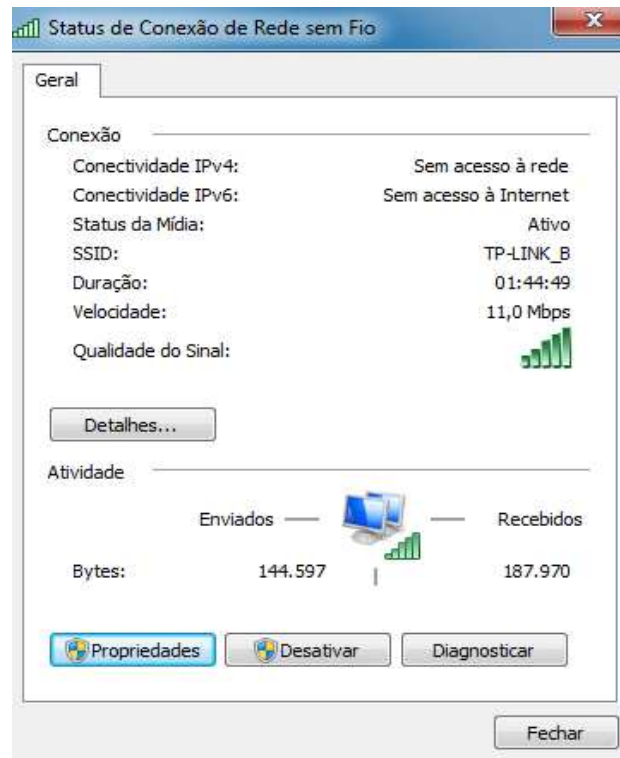 Status de Conexão de Rede sem Fio
Geral
Conexão
Conectividade IPv4: Sem acesso à rede
Conectividade IPv6: Sem acesso à Internet
Status da Mídia: Ativo
SSID: TP-LINK_B
Duração: 01:44:49
Velocidade: 11,0 Mbps
Qualidade do Sinal:
Detalhes...
Atividade
Enviados Recebidos
Bytes: 144.597 187.970
Propriedades Desativar Diagnosticar
Fechar